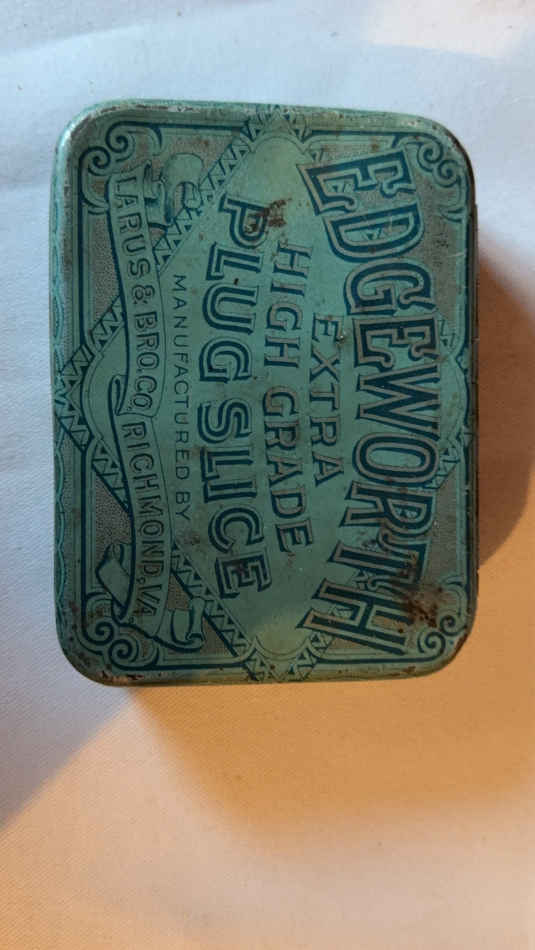 EDGEWORTH
EXTRA
HIGH GRADE
PLUG SLICE
MANUFACTURED BY
LARUS & BRO. CO. RICHMOND, VA.